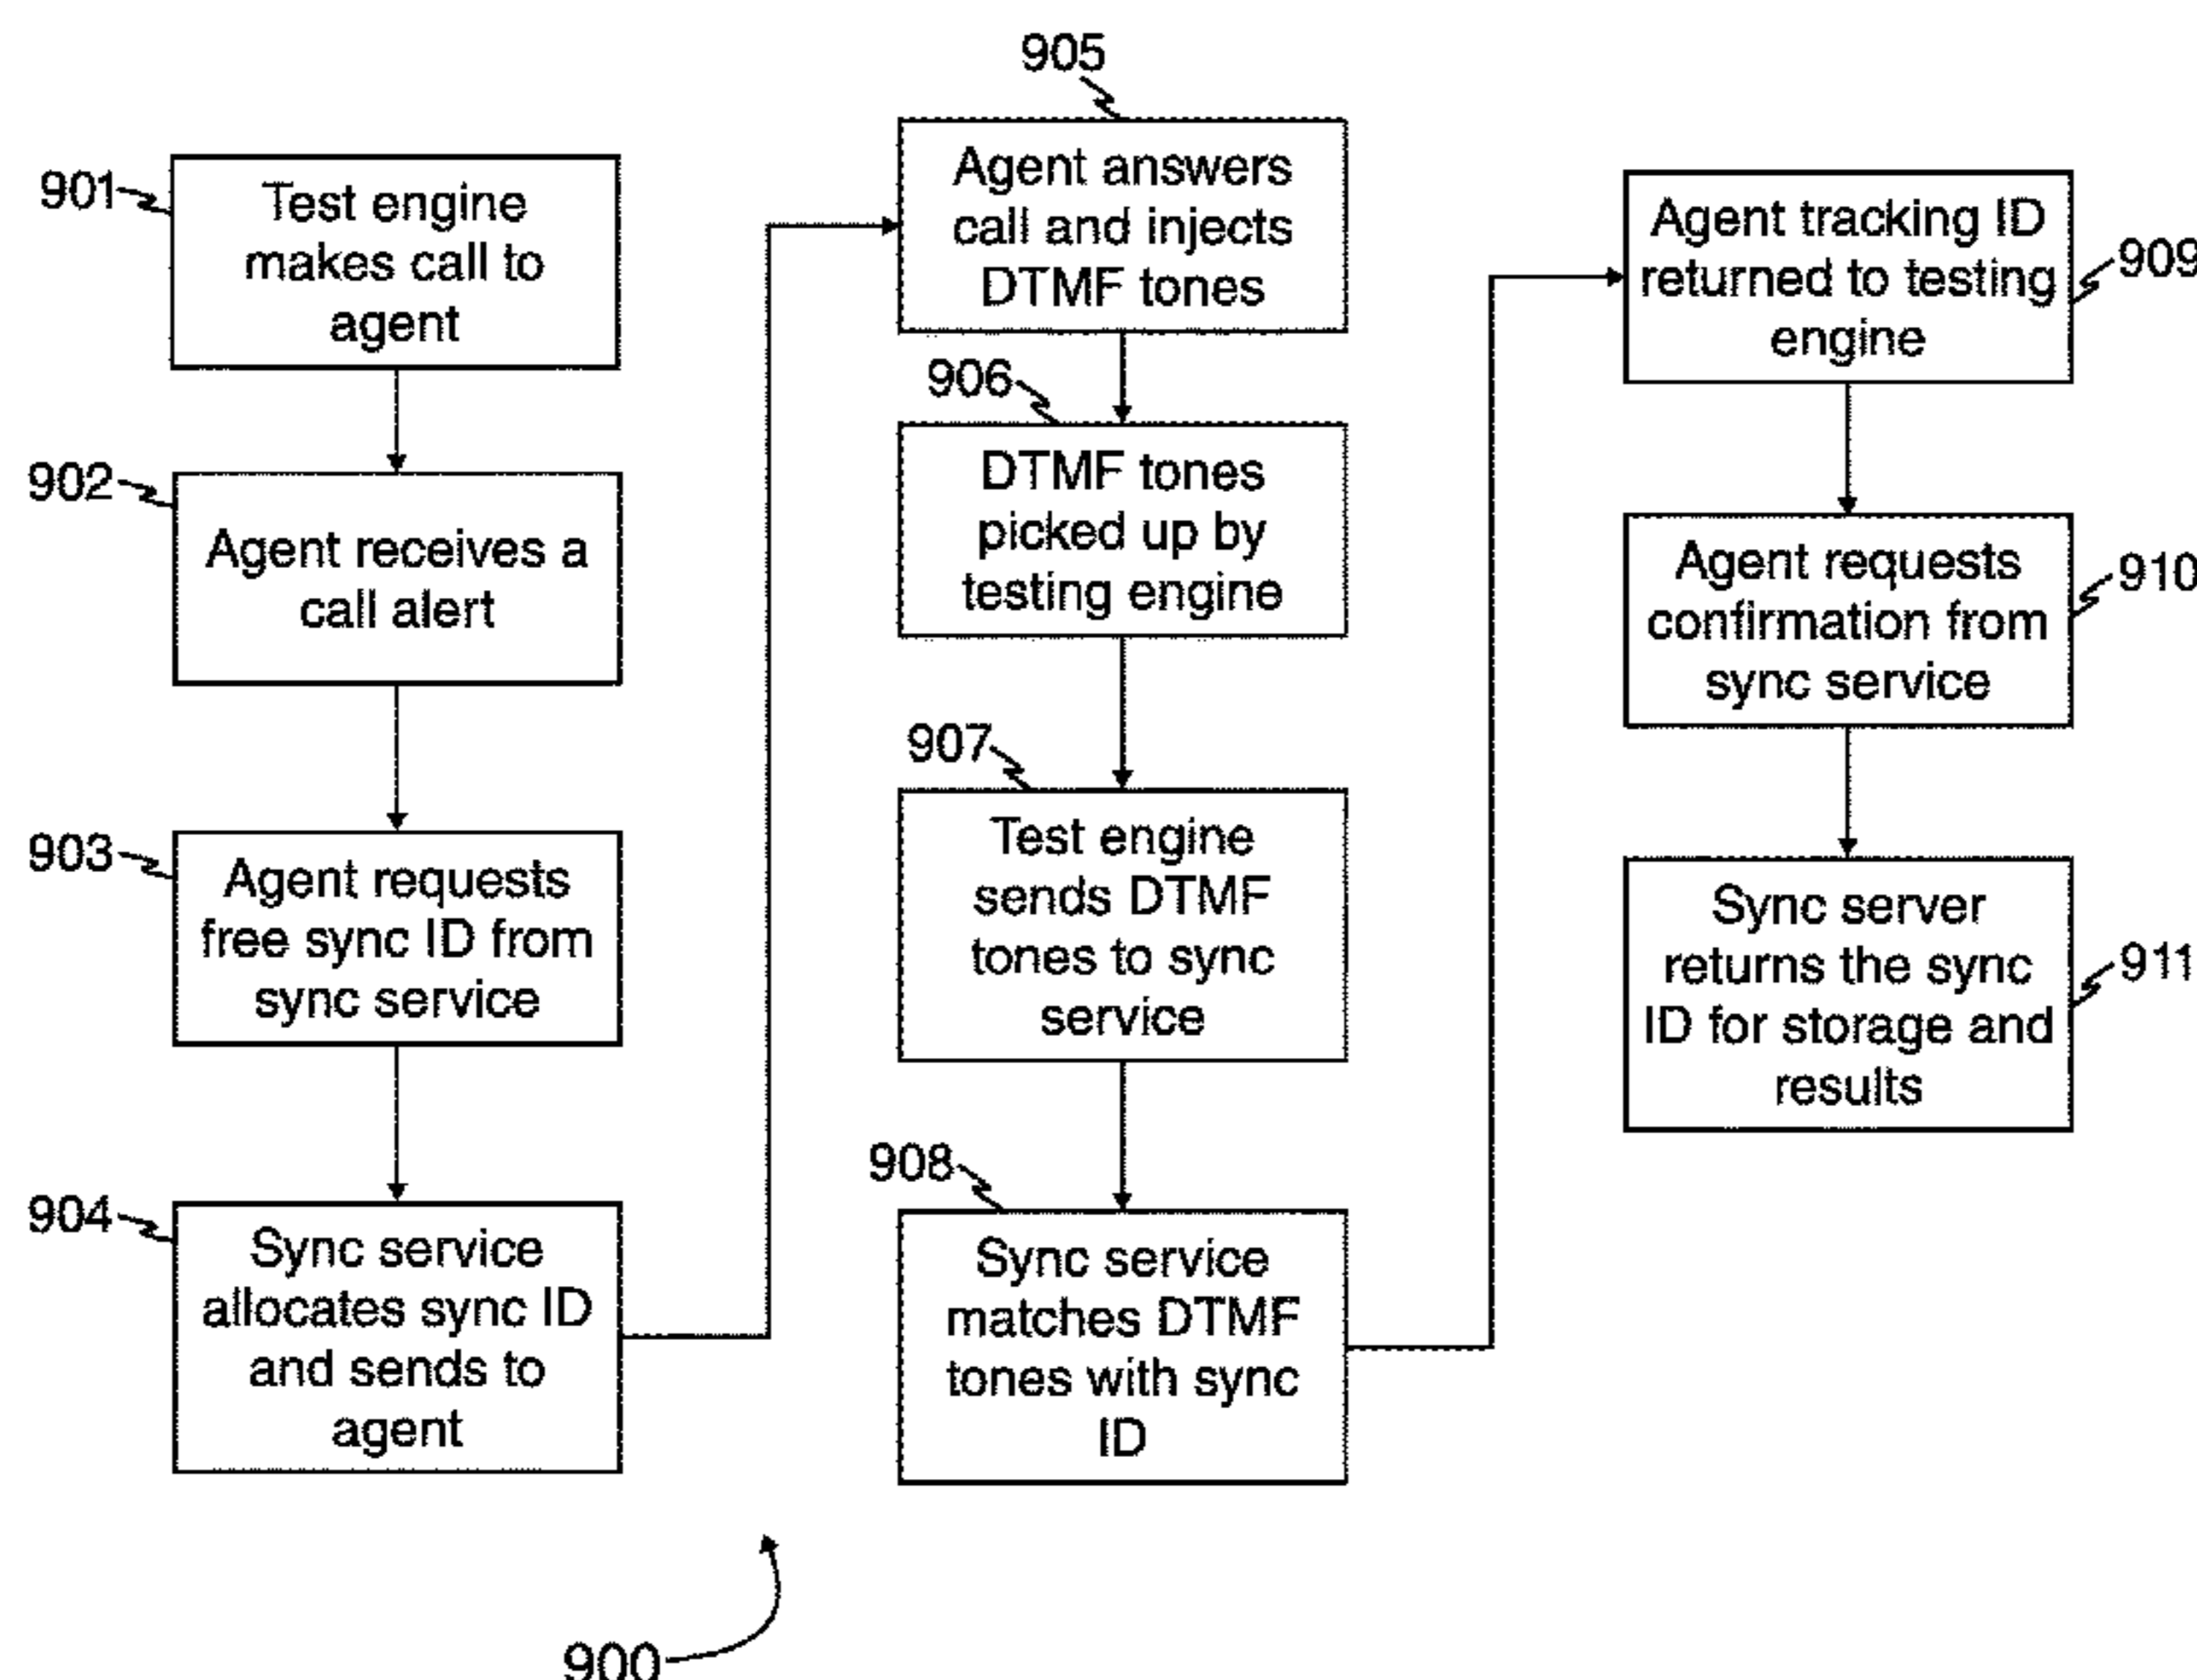 901
Test engine
makes call to
agent
902
Agent receives a
call alert
903
Agent requests
free sync ID from
sync service
904
Sync service
allocates sync ID
and sends to
agent
905
Agent answers
call and injects
DTMF tones
906
DTMF tones
picked up by
testing engine
907
Test engine
sends DTMF
tones to sync
service
908
Sync service
matches DTMF
tones with sync
ID
Agent tracking ID
returned to testing
engine
909
Agent requests
confirmation from
sync service
910
Sync server
returns the sync
ID for storage and
results
911
900